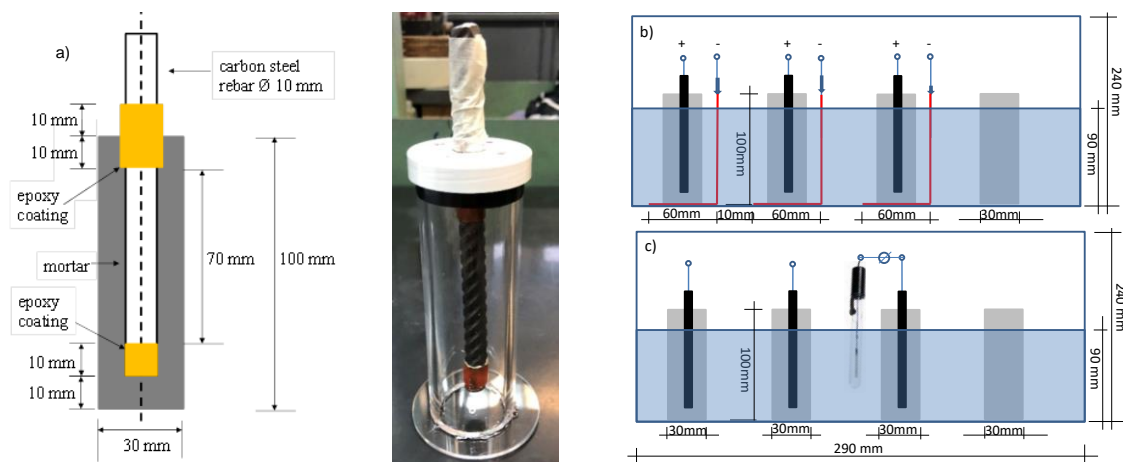 a)
carbon steel
rebar Ø 10 mm
10 mm
10 mm
epoxy
coating
mortar
70 mm
100 mm
epoxy
coating
10 mm
10 mm
30 mm
b)
+ - + - + -
240 mm
100mm
90 mm
60mm 10mm 60mm 60mm 30mm
c)
240 mm
100mm
90 mm
30mm 30mm 30mm 30mm
290 mm